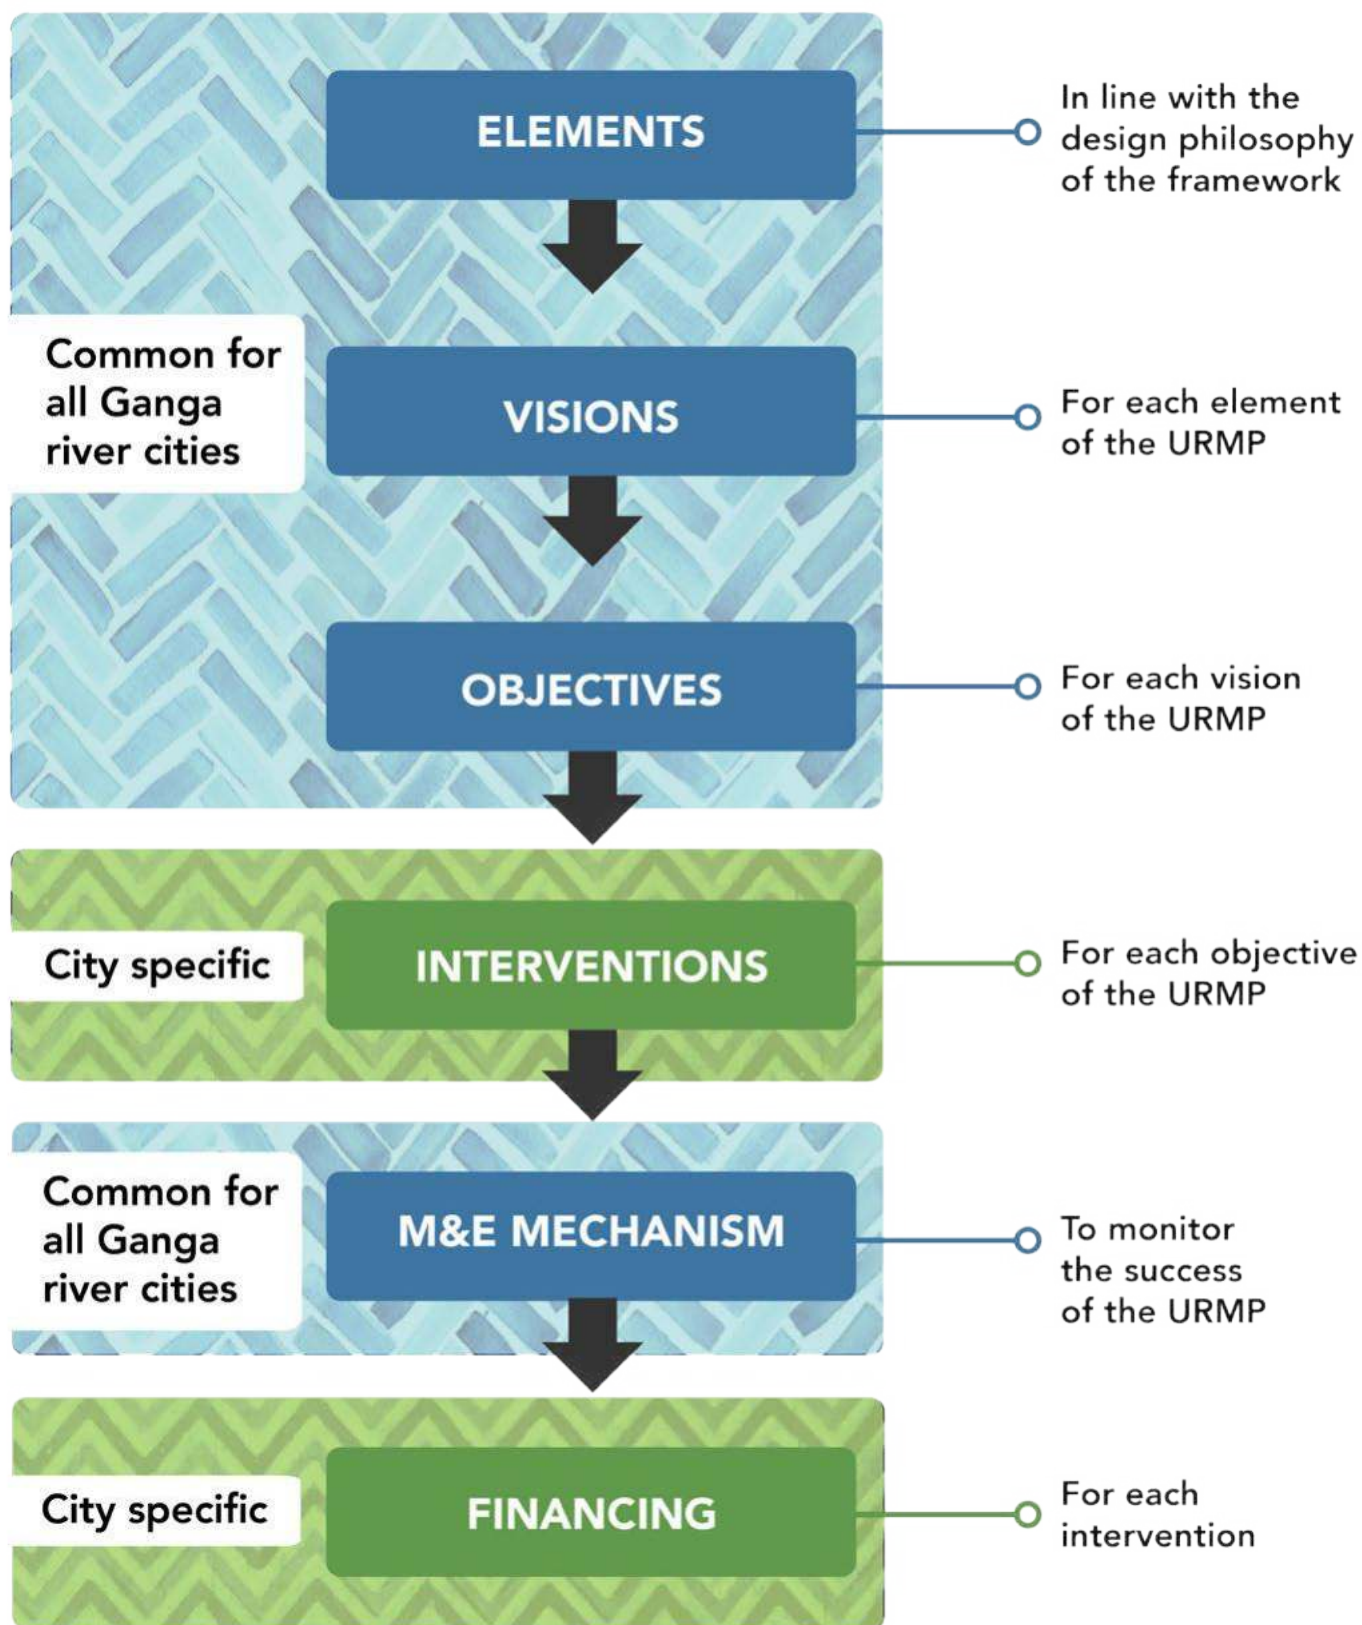 ELEMENTS
In line with the
design philosophy
of the framework
Common for
all Ganga
river cities
VISIONS
For each element
of the URMP
OBJECTIVES
For each vision
of the URMP
City specific
INTERVENTIONS
For each objective
of the URMP
Common for
all Ganga
river cities
M&E MECHANISM
To monitor
the success
of the URMP
City specific
FINANCING
For each
intervention